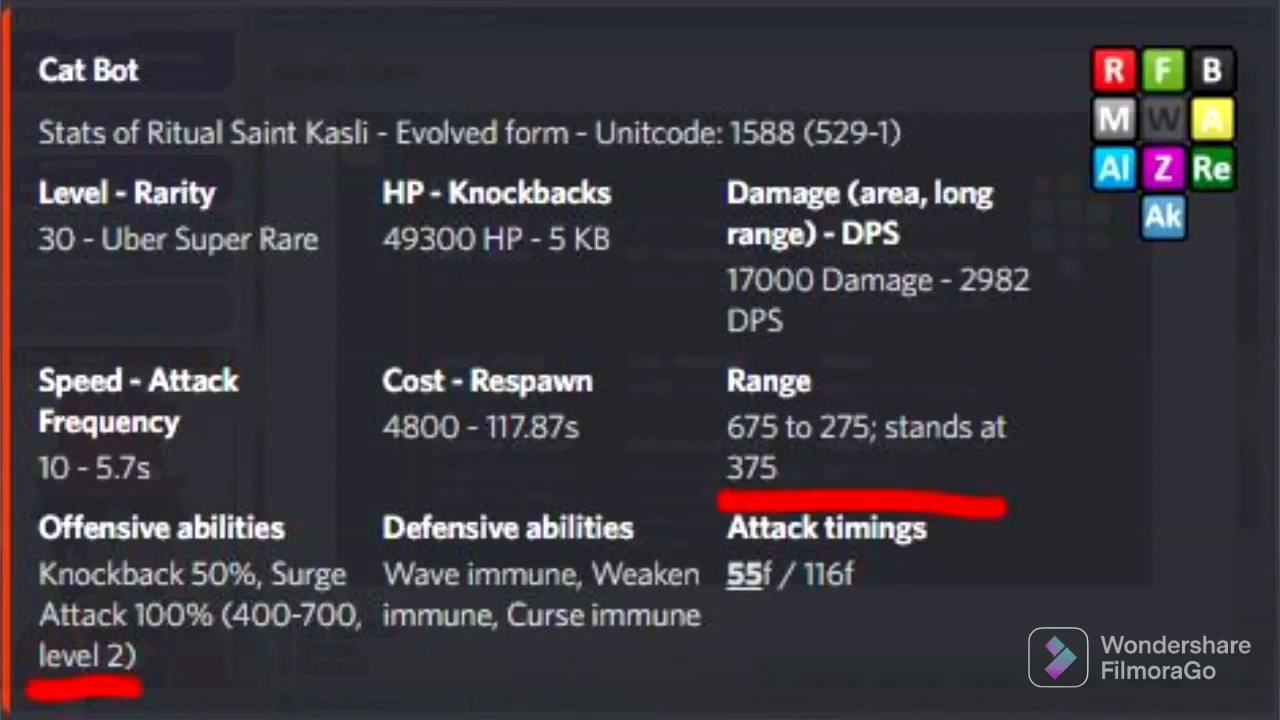 Cat Bot
Stats of Ritual Saint Kasli - Evolved form - Unitcode: 1588 (529-1)
R F B
M W A
Al Z Re
Ak
Level - Rarity
30 - Uber Super Rare
HP - Knockbacks
49300 HP - 5 KB
Damage (area, long
range) - DPS
17000 Damage - 2982
DPS
Speed - Attack
Frequency
10 - 5.7s
Cost - Respawn
4800 - 117.87s
Range
675 to 275; stands at
375
Offensive abilities
Knockback 50%, Surge
Attack 100% (400-700,
level 2)
Defensive abilities
Wave immune, Weaken
immune, Curse immune
Attack timings
55f / 116f
Wondershare
FilmoraGo